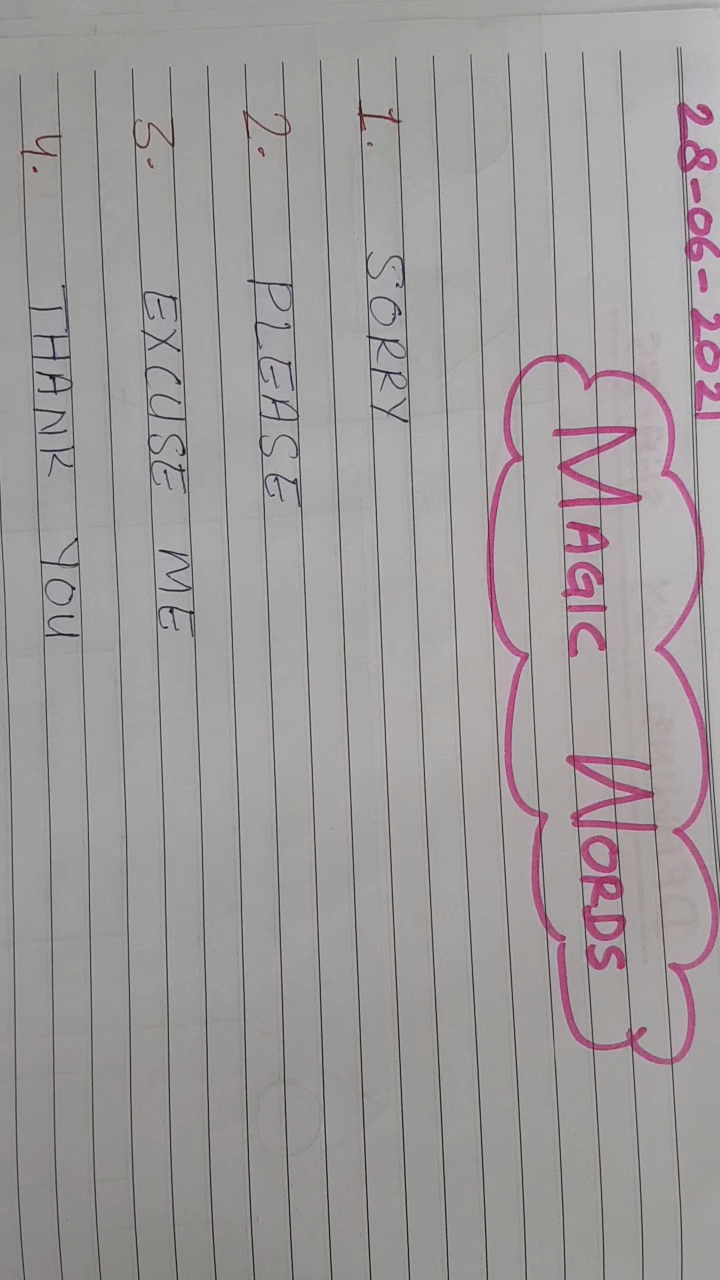 28-06-2021
MAGIC WORDS
1. SORRY
2. PLEASE
3. EXCUSE ME
4. THANK YOU